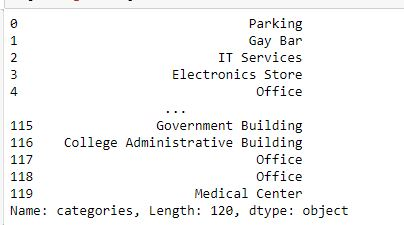 0 Parking
1 Gay Bar
2 IT Services
3 Electronics Store
4 Office
...
115 Government Building
116 College Administrative Building
117 Office
118 Office
119 Medical Center
Name: categories, Length: 120, dtype: object